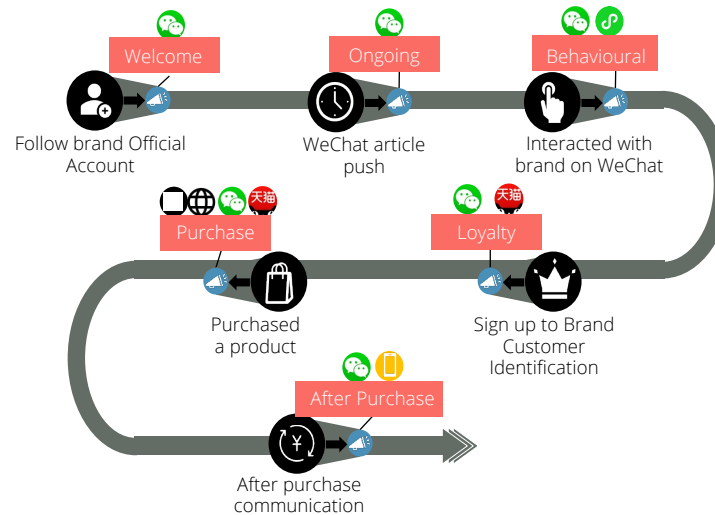 Welcome
Ongoing
Behavioural
Follow brand Official
Account
WeChat article
push
Interacted with
brand on WeChat
天猫
天猫
Purchase
Loyalty
Purchased
a product
Sign up to Brand
Customer
Identification
After Purchase
¥
After purchase
communication